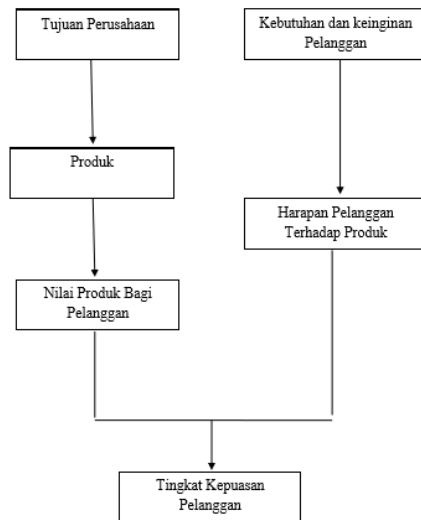 Tujuan Perusahaan
Kebutuhan dan keinginan
Pelanggan
Produk
Harapan Pelanggan
Terhadap Produk
Nilai Produk Bagi
Pelanggan
Tingkat Kepuasan
Pelanggan